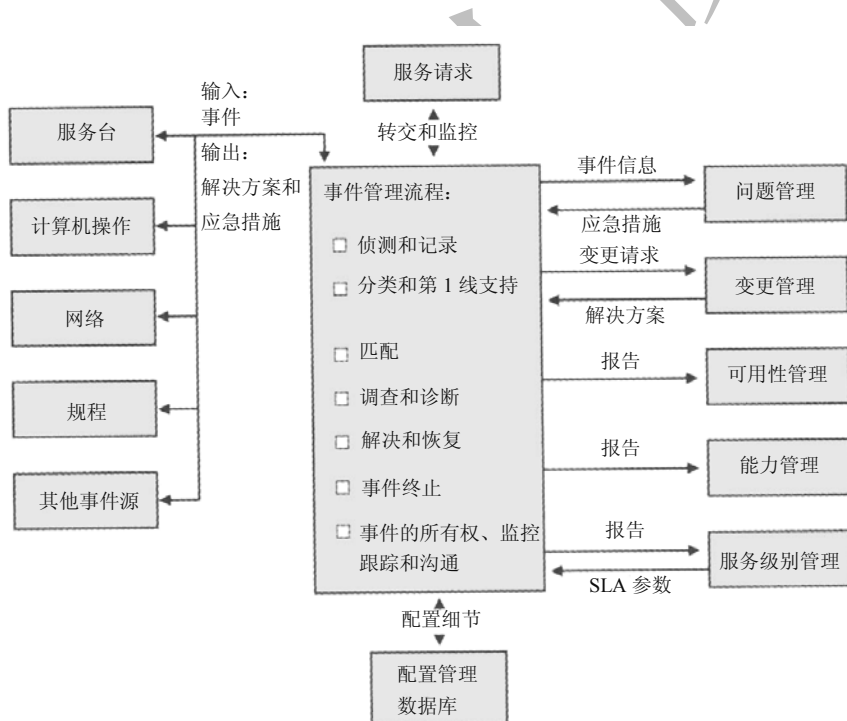 服务请求
转交和监控
输入：
事件
输出：
解决方案和
应急措施
服务台
计算机操作
网络
规程
其他事件源
事件管理流程：
侦测和记录
分类和第 1 线支持
匹配
调查和诊断
解决和恢复
事件终止
事件的所有权、监控
跟踪和沟通
事件信息
应急措施
变更请求
解决方案
报告
报告
报告
SLA 参数
问题管理
变更管理
可用性管理
能力管理
服务级别管理
配置细节
配置管理
数据库